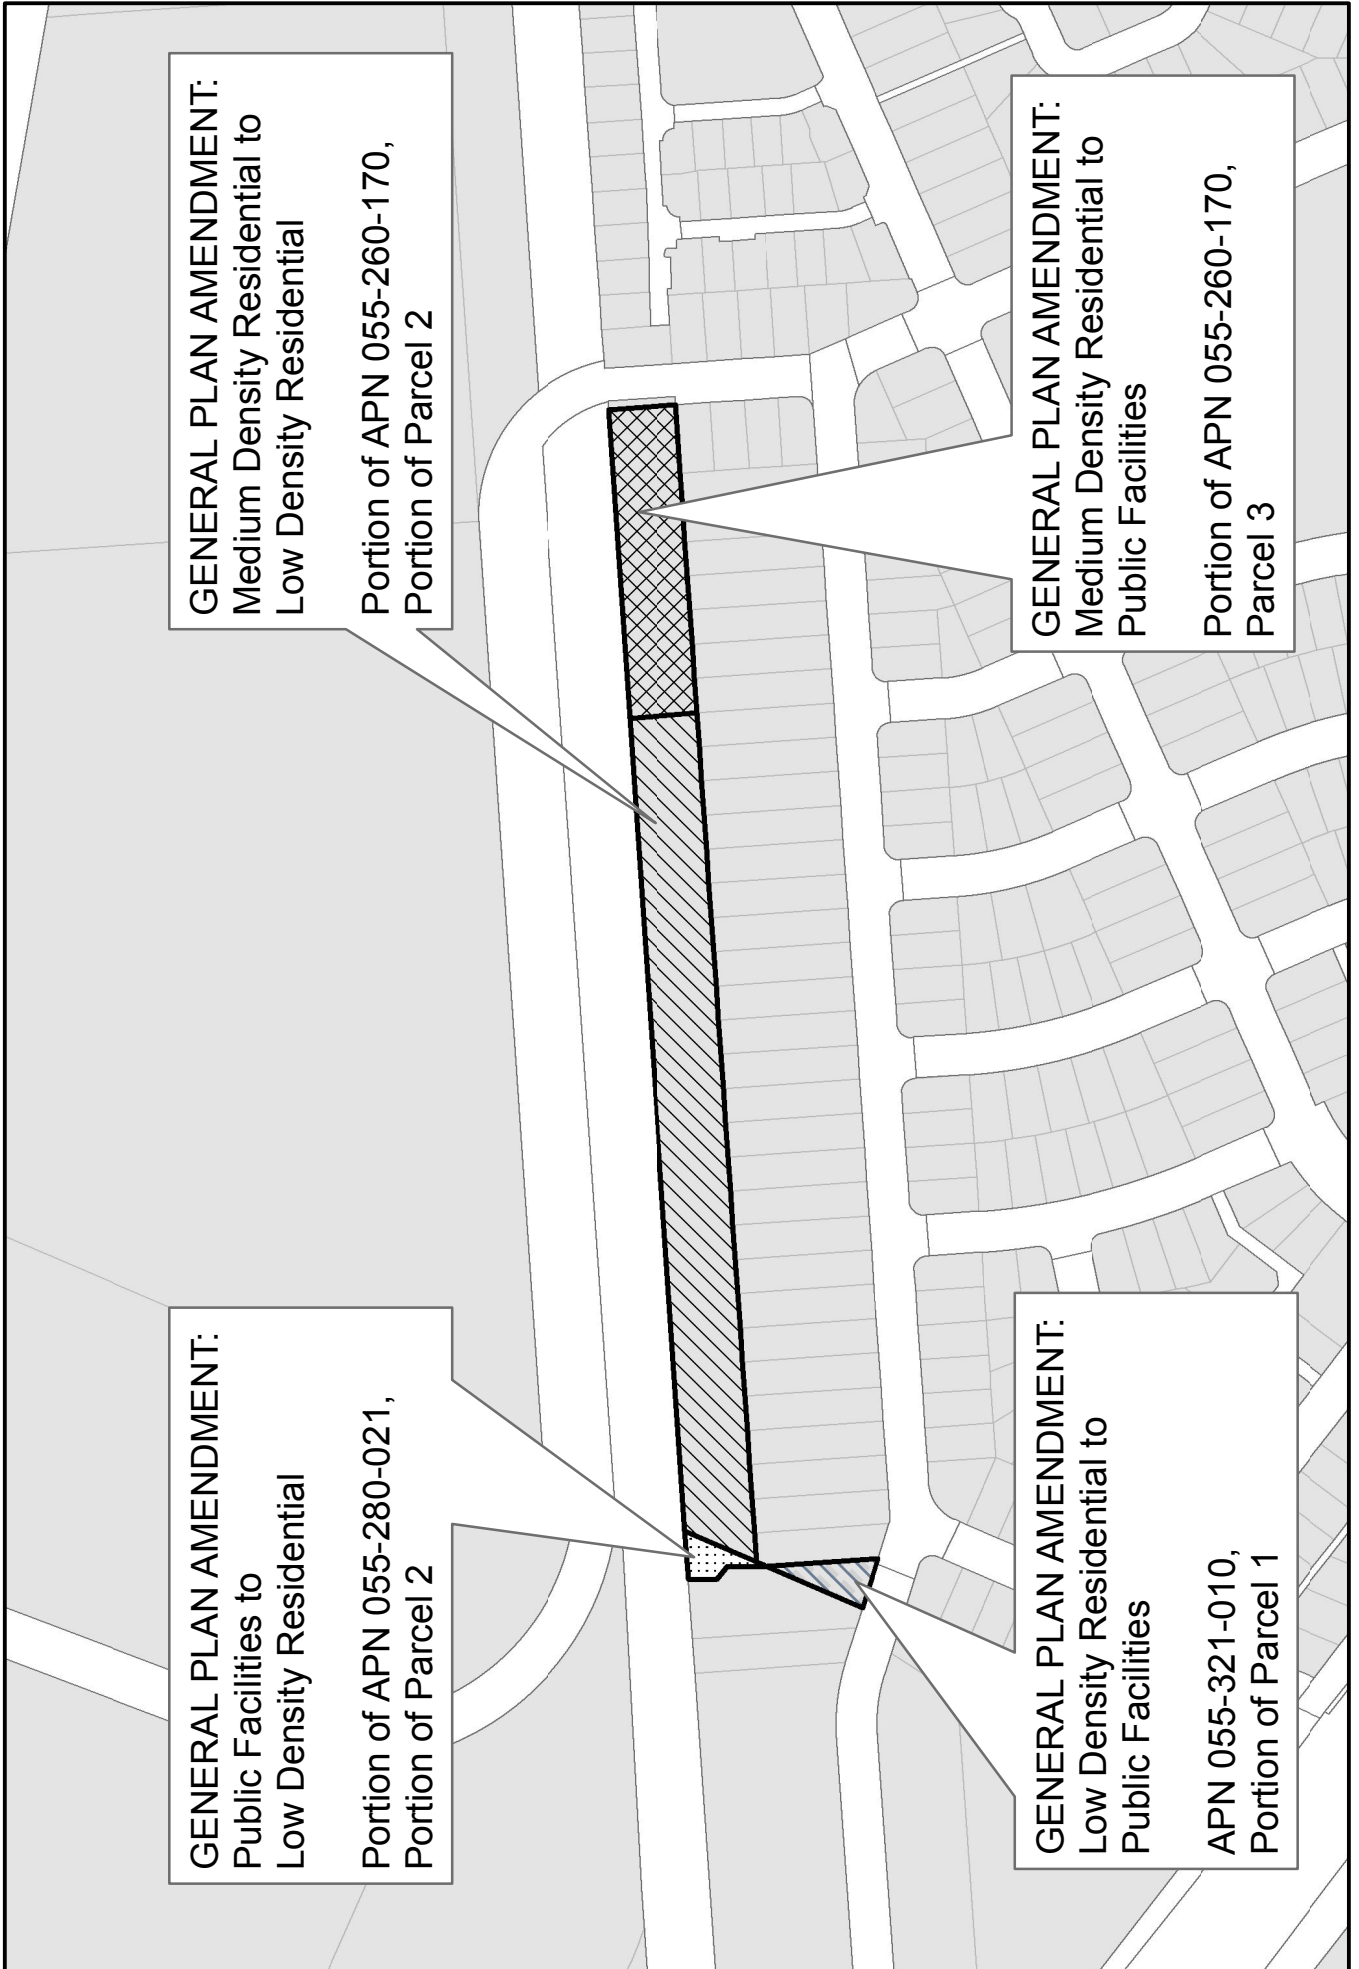 GENERAL PLAN AMENDMENT:
Public Facilities to
Low Density Residential
Portion of APN 055-280-021,
Portion of Parcel 2
GENERAL PLAN AMENDMENT:
Medium Density Residential to
Low Density Residential
Portion of APN 055-260-170,
Portion of Parcel 2
GENERAL PLAN AMENDMENT:
Low Density Residential to
Public Facilities
APN 055-321-010,
Portion of Parcel 1
GENERAL PLAN AMENDMENT:
Medium Density Residential to
Public Facilities
Portion of APN 055-260-170,
Parcel 3